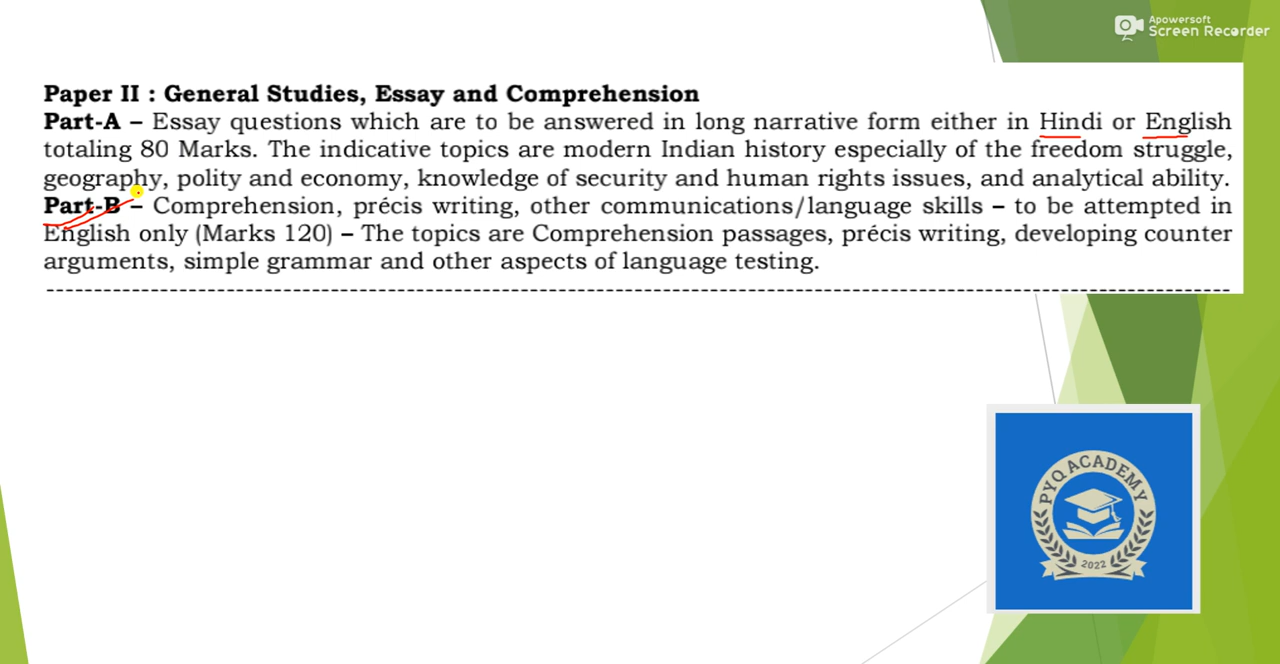 Apowersoft
Screen Recorder
Paper II : General Studies, Essay and Comprehension
Part-A – Essay questions which are to be answered in long narrative form either in Hindi or English
totaling 80 Marks. The indicative topics are modern Indian history especially of the freedom struggle,
geography, polity and economy, knowledge of security and human rights issues, and analytical ability.
Part-B – Comprehension, précis writing, other communications/language skills – to be attempted in
English only (Marks 120) – The topics are Comprehension passages, précis writing, developing counter
arguments, simple grammar and other aspects of language testing.
PYQ ACADEMY
2022